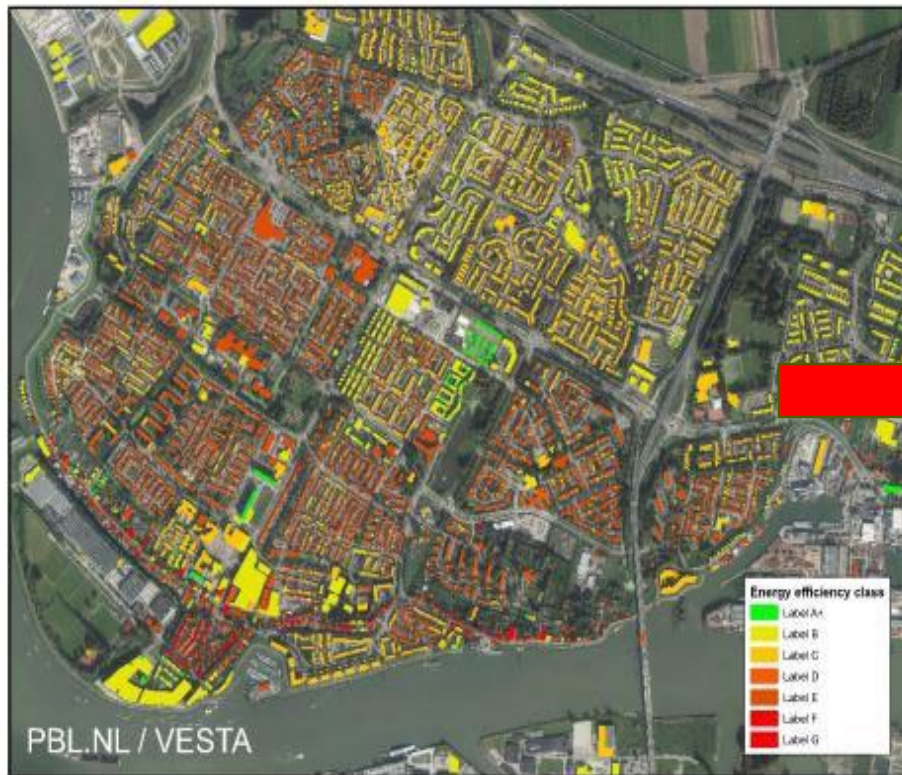 Energy efficiency class
Label A+
Label B
Label C
Label D
Label E
Label F
Label G
PBL.NL / VESTA